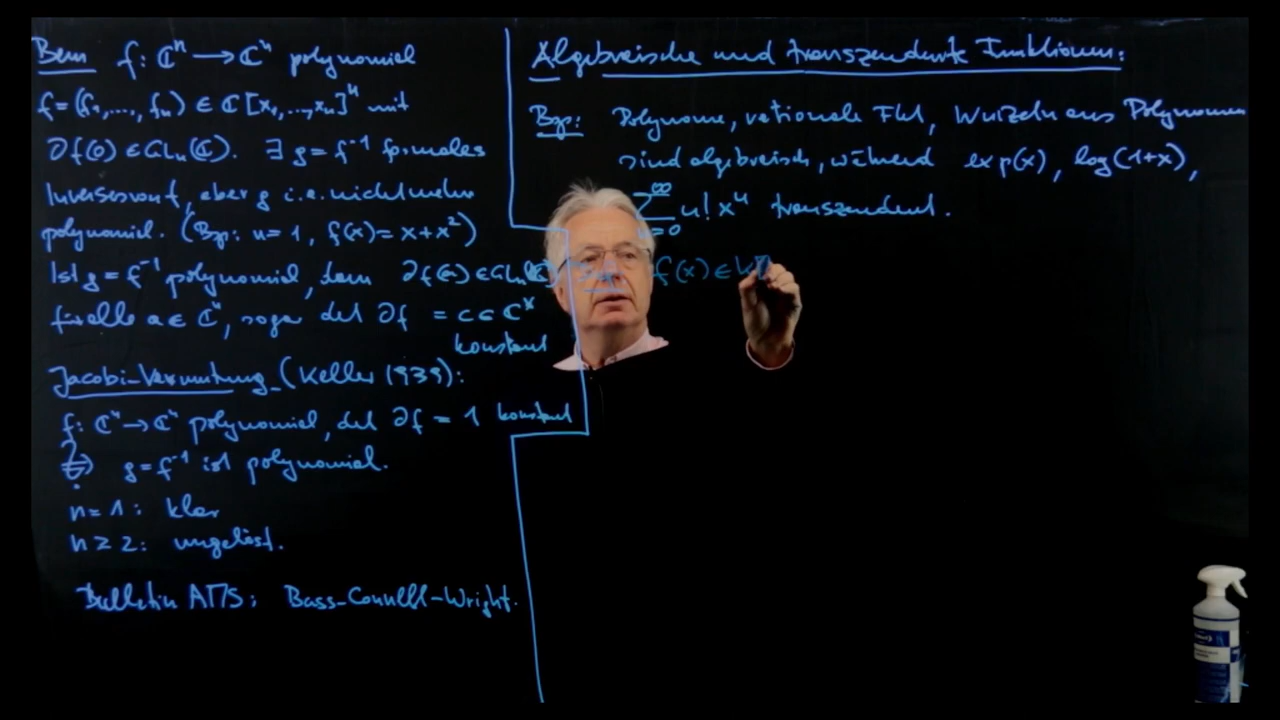 Bem f: ℂⁿ → ℂⁿ polynomial
f = (f₁,..., fₙ) ∈ ℂ[x₁,...,xₙ]ⁿ mit
∂f(0) ∈ GLₙ(ℂ). ∃ g = f⁻¹ formales
Inverses von f, aber g i.a. nicht mehr
polynomial. (Bsp: n=1, f(x) = x+x²)
Ist g = f⁻¹ polynomial, dann ∂f(a) ∈ GLₙ(ℂ)
für alle a ∈ ℂⁿ, sogar det ∂f = c ∈ ℂˣ
konstant
Jacobi-Vermutung (Keller 1939):
f: ℂⁿ → ℂⁿ polynomial, det ∂f = 1 konstant
?
⇔ g = f⁻¹ ist polynomial.
n = 1: klar
n ≥ 2: ungelöst.
Bulletin AMS: Bass-Connell-Wright.
Algebraische und transzendente Funktionen:
Bsp: Polynome, rationale Fkt, Wurzeln aus Polynomen
sind algebraisch, während exp(x), log(1+x),
∑_{n=0}^{∞} n! xⁿ transzendent.
f(x) ∈